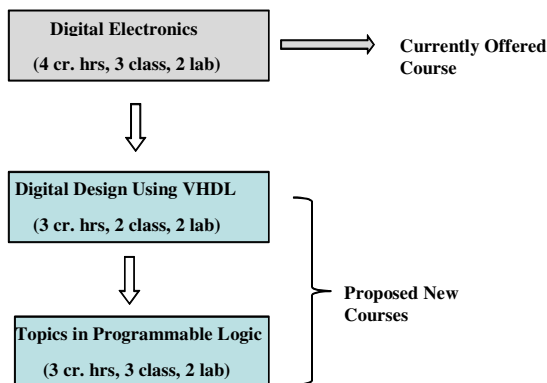 Digital Electronics
(4 cr. hrs, 3 class, 2 lab)
Currently Offered
Course
Digital Design Using VHDL
(3 cr. hrs, 2 class, 2 lab)
Proposed New
Courses
Topics in Programmable Logic
(3 cr. hrs, 3 class, 2 lab)